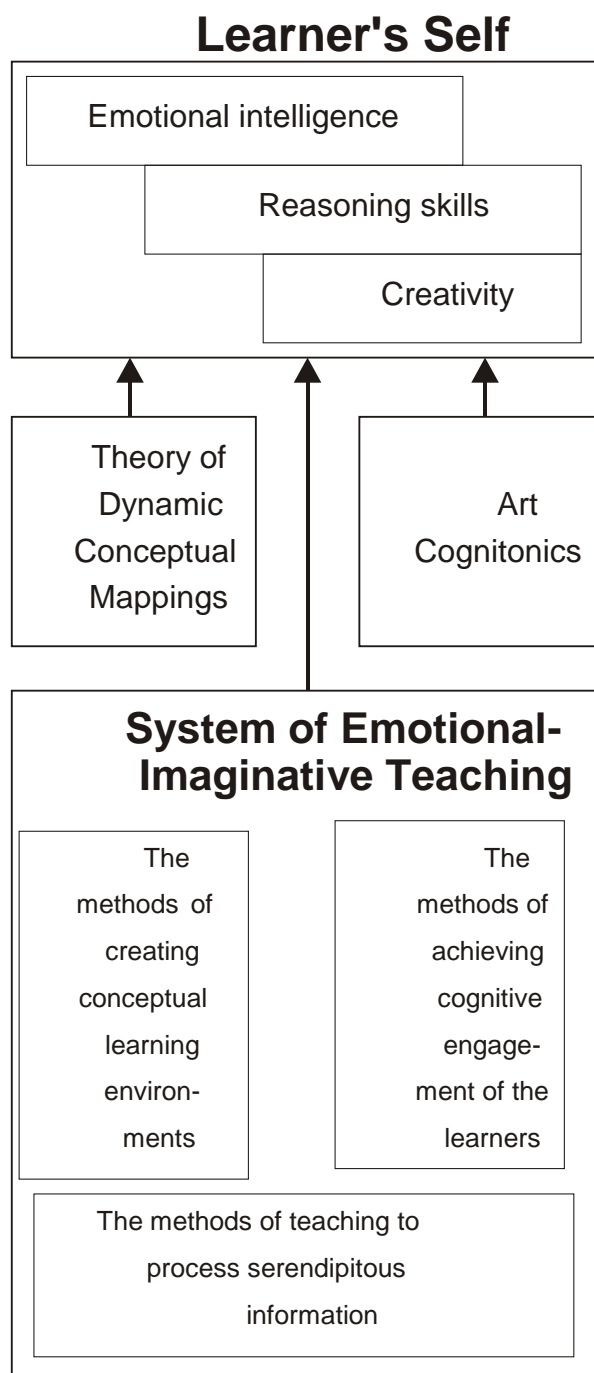 Learner's Self
Emotional intelligence
Reasoning skills
Creativity
Theory of
Dynamic
Conceptual
Mappings
Art
Cognitonics
System of Emotional-
Imaginative Teaching
The
methods of
creating
conceptual
learning
environ-
ments
The
methods of
achieving
cognitive
engage-
ment of the
learners
The methods of teaching to
process serendipitous
information